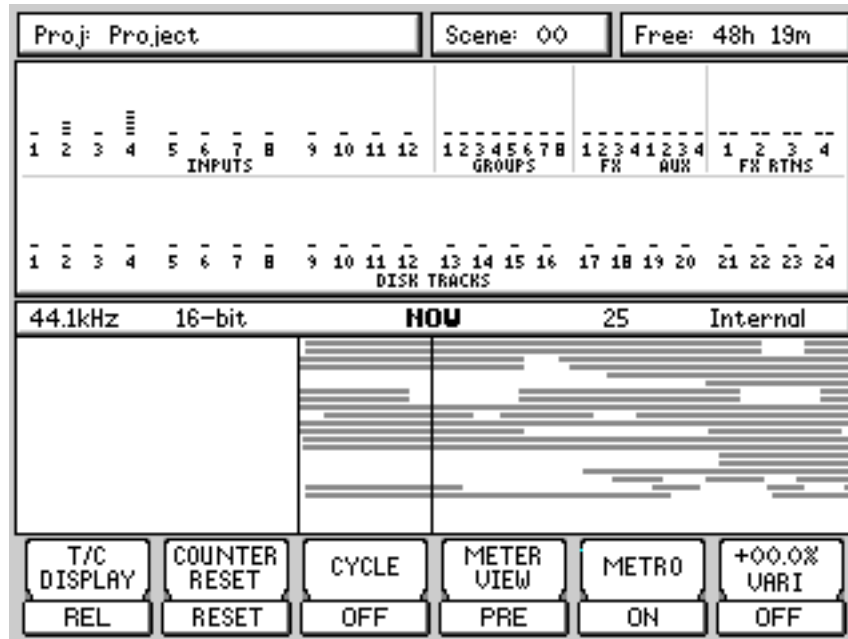 Proj: Project Scene: 00 Free: 48h 19m
1 2 3 4 5 6 7 8 9 10 11 12 1 2 3 4 5 6 7 8 1 2 3 4 1 2 3 4 1 2 3 4
INPUTS GROUPS FX AUX FX RTNS
1 2 3 4 5 6 7 8 9 10 11 12 13 14 15 16 17 18 19 20 21 22 23 24
DISK TRACKS
44.1kHz 16-bit NOW 25 Internal
T/C DISPLAY
REL
COUNTER RESET
RESET
CYCLE
OFF
METER VIEW
PRE
METRO
ON
+00.0% VARI
OFF